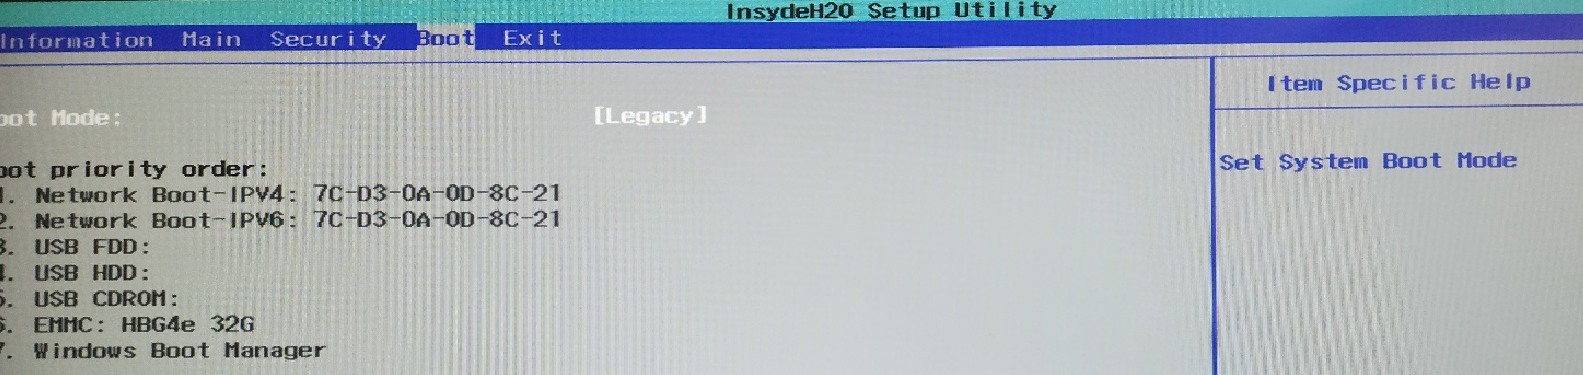 InsydeH20 Setup Utility
Information Main Security Boot Exit
Item Specific Help
oot Mode: [Legacy]
Set System Boot Mode
oot priority order:
1. Network Boot-IPV4: 7C-D3-0A-0D-8C-21
2. Network Boot-IPV6: 7C-D3-0A-0D-8C-21
3. USB FDD:
4. USB HDD:
5. USB CDROM:
6. EMMC: HBG4e 32G
7. Windows Boot Manager